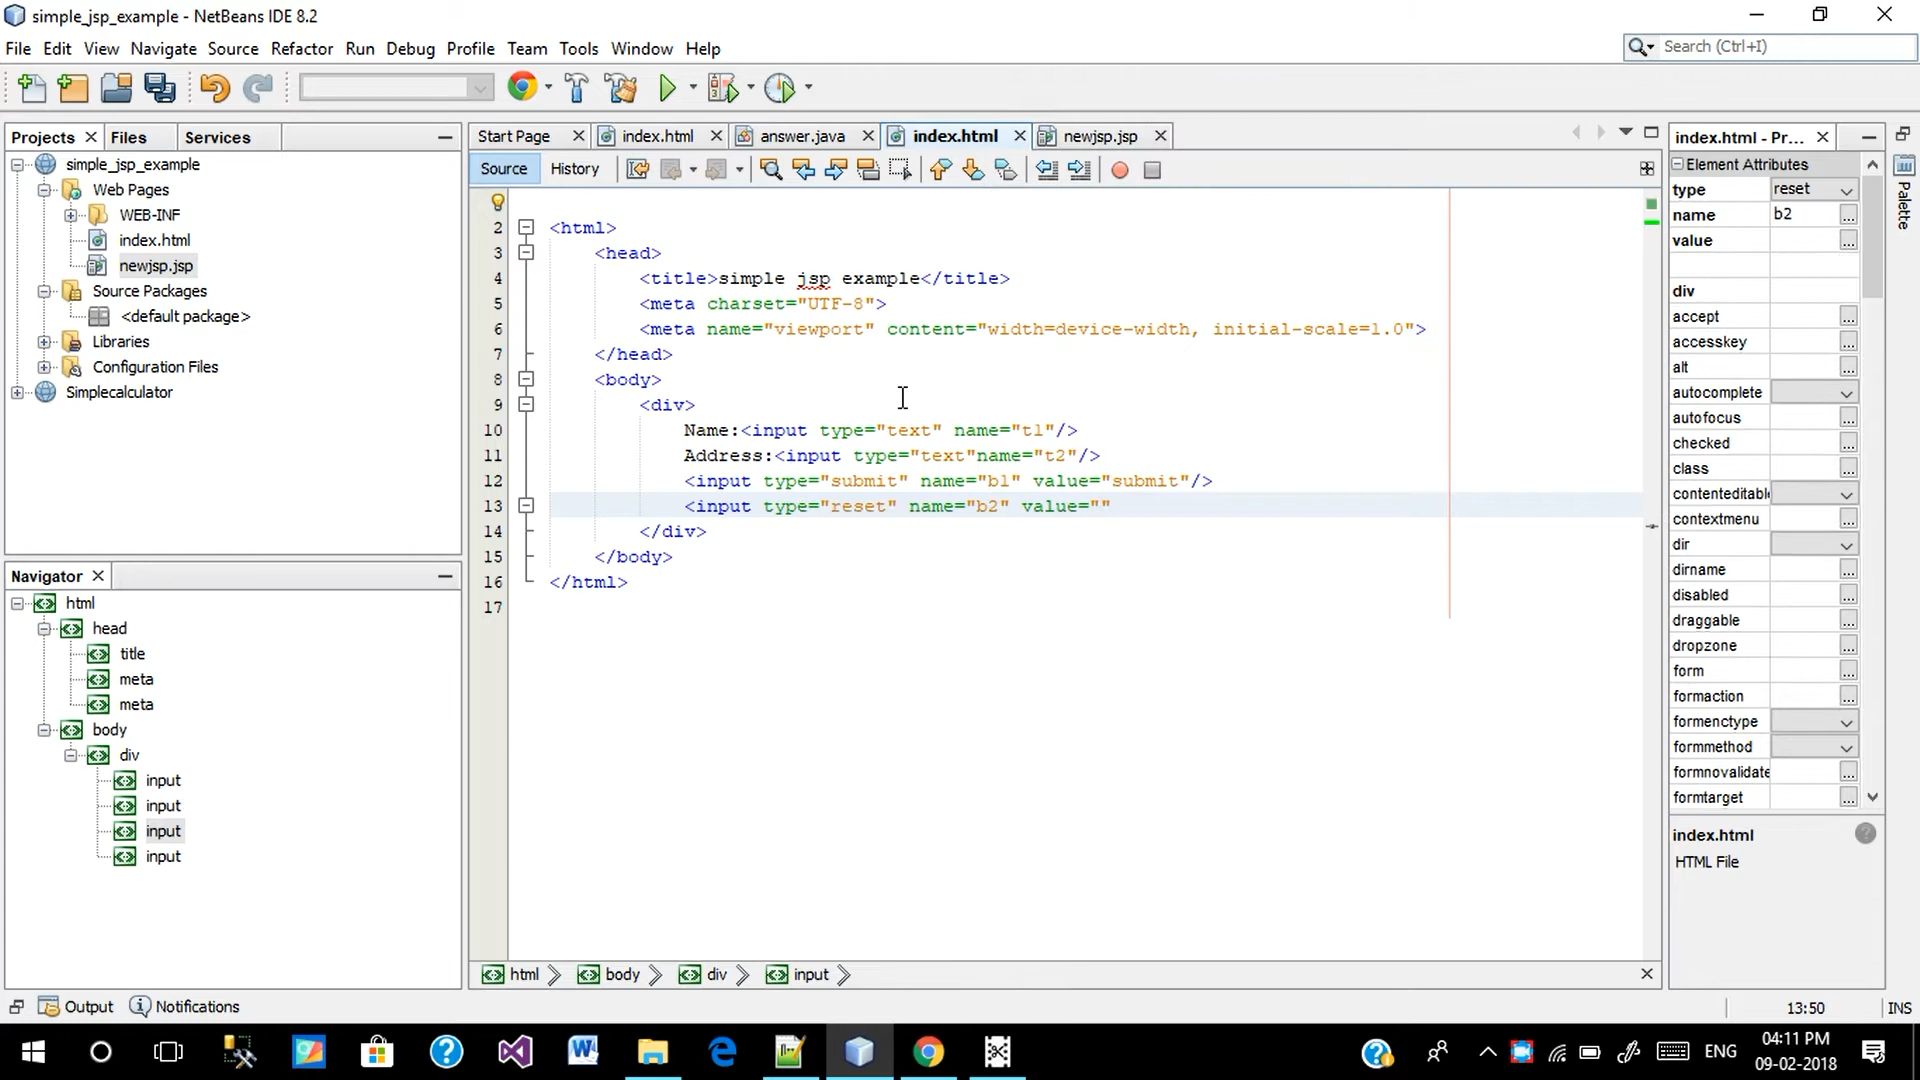 simple_jsp_example - NetBeans IDE 8.2
File Edit View Navigate Source Refactor Run Debug Profile Team Tools Window Help
Search (Ctrl+I)
Projects Files Services
simple_jsp_example
Web Pages
WEB-INF
index.html
newjsp.jsp
Source Packages
<default package>
Libraries
Configuration Files
Simplecalculator
Navigator
html
head
title
meta
meta
body
div
input
input
input
input
Start Page index.html answer.java index.html newjsp.jsp
Source History
2 <html>
3 <head>
4 <title>simple jsp example</title>
5 <meta charset="UTF-8">
6 <meta name="viewport" content="width=device-width, initial-scale=1.0">
7 </head>
8 <body>
9 <div>
10 Name:<input type="text" name="t1"/>
11 Address:<input type="text"name="t2"/>
12 <input type="submit" name="b1" value="submit"/>
13 <input type="reset" name="b2" value=""
14 </div>
15 </body>
16 </html>
17
html body div input
index.html - Pr...
Element Attributes
type reset
name b2 ...
value ...
div
accept ...
accesskey ...
alt ...
autocomplete
autofocus ...
checked ...
class ...
contenteditabl
contextmenu ...
dir
dirname ...
disabled ...
draggable ...
dropzone ...
form ...
formaction ...
formenctype
formmethod
formnovalidate ...
formtarget ...
index.html
HTML File
Palette
Output Notifications
13:50 INS
ENG
04:11 PM
09-02-2018